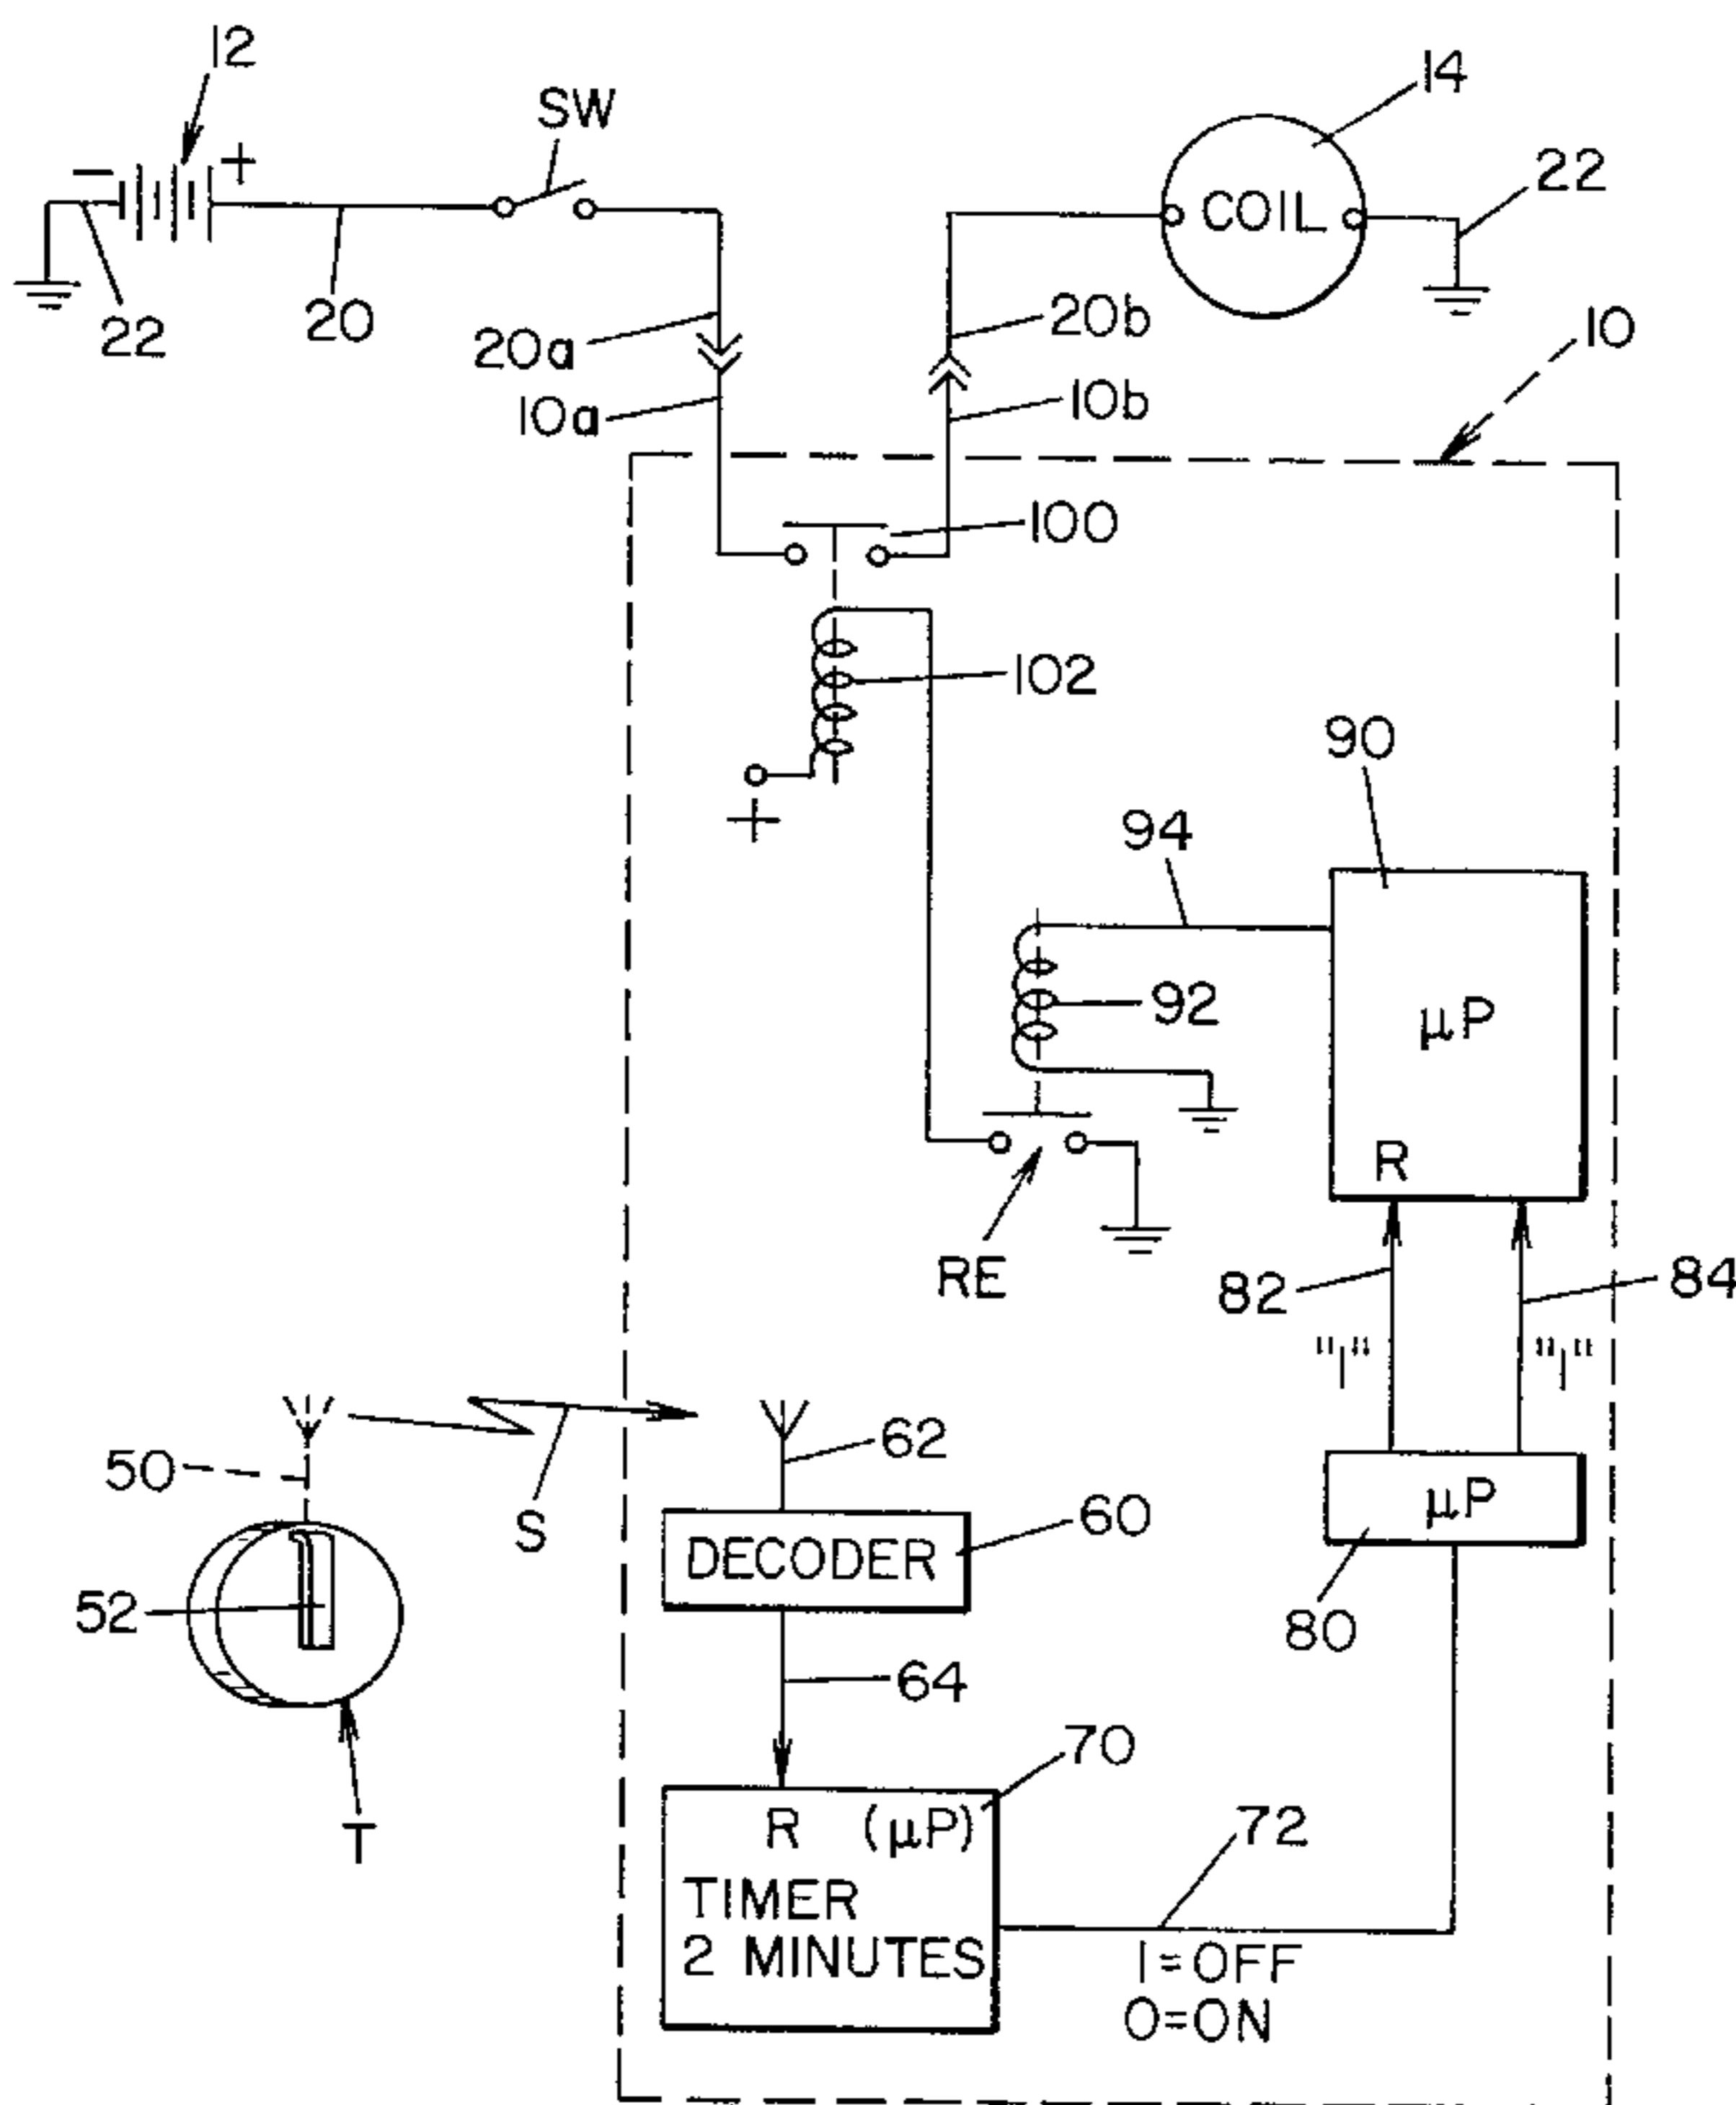 12
SW
14
−
+
COIL
22
22
20
20a
20b
10
10a
10b
100
102
+
90
94
92
µP
R
RE
82
84
"1"
"1"
50
62
S
DECODER
60
µP
52
80
64
T
70
R (µP)
TIMER
2 MINUTES
72
1=OFF
0=ON